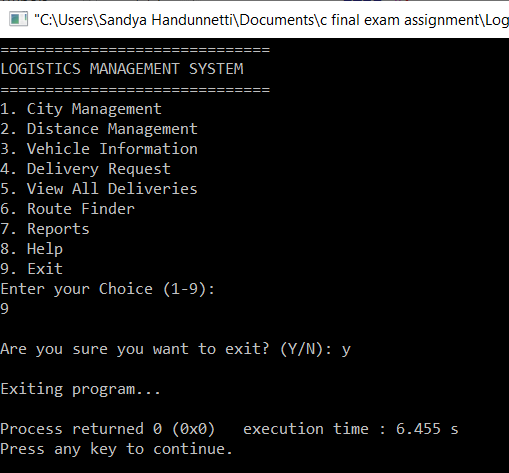 "C:\Users\Sandya Handunnetti\Documents\c final exam assignment\Log
==============================
LOGISTICS MANAGEMENT SYSTEM
==============================
1. City Management
2. Distance Management
3. Vehicle Information
4. Delivery Request
5. View All Deliveries
6. Route Finder
7. Reports
8. Help
9. Exit
Enter your Choice (1-9):
9
Are you sure you want to exit? (Y/N): y
Exiting program...
Process returned 0 (0x0)   execution time : 6.455 s
Press any key to continue.